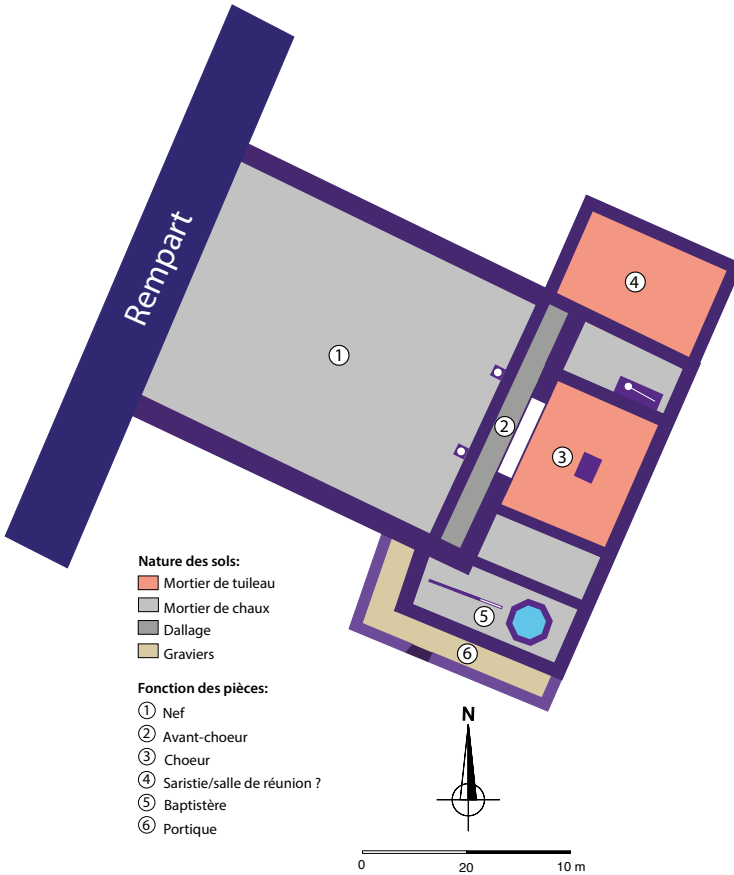 Rempart
①
②
③
④
⑤
⑥
Nature des sols:
Mortier de tuileau
Mortier de chaux
Dallage
Graviers
Fonction des pièces:
① Nef
② Avant-choeur
③ Choeur
④ Saristie/salle de réunion ?
⑤ Baptistère
⑥ Portique
N
0 20 10 m